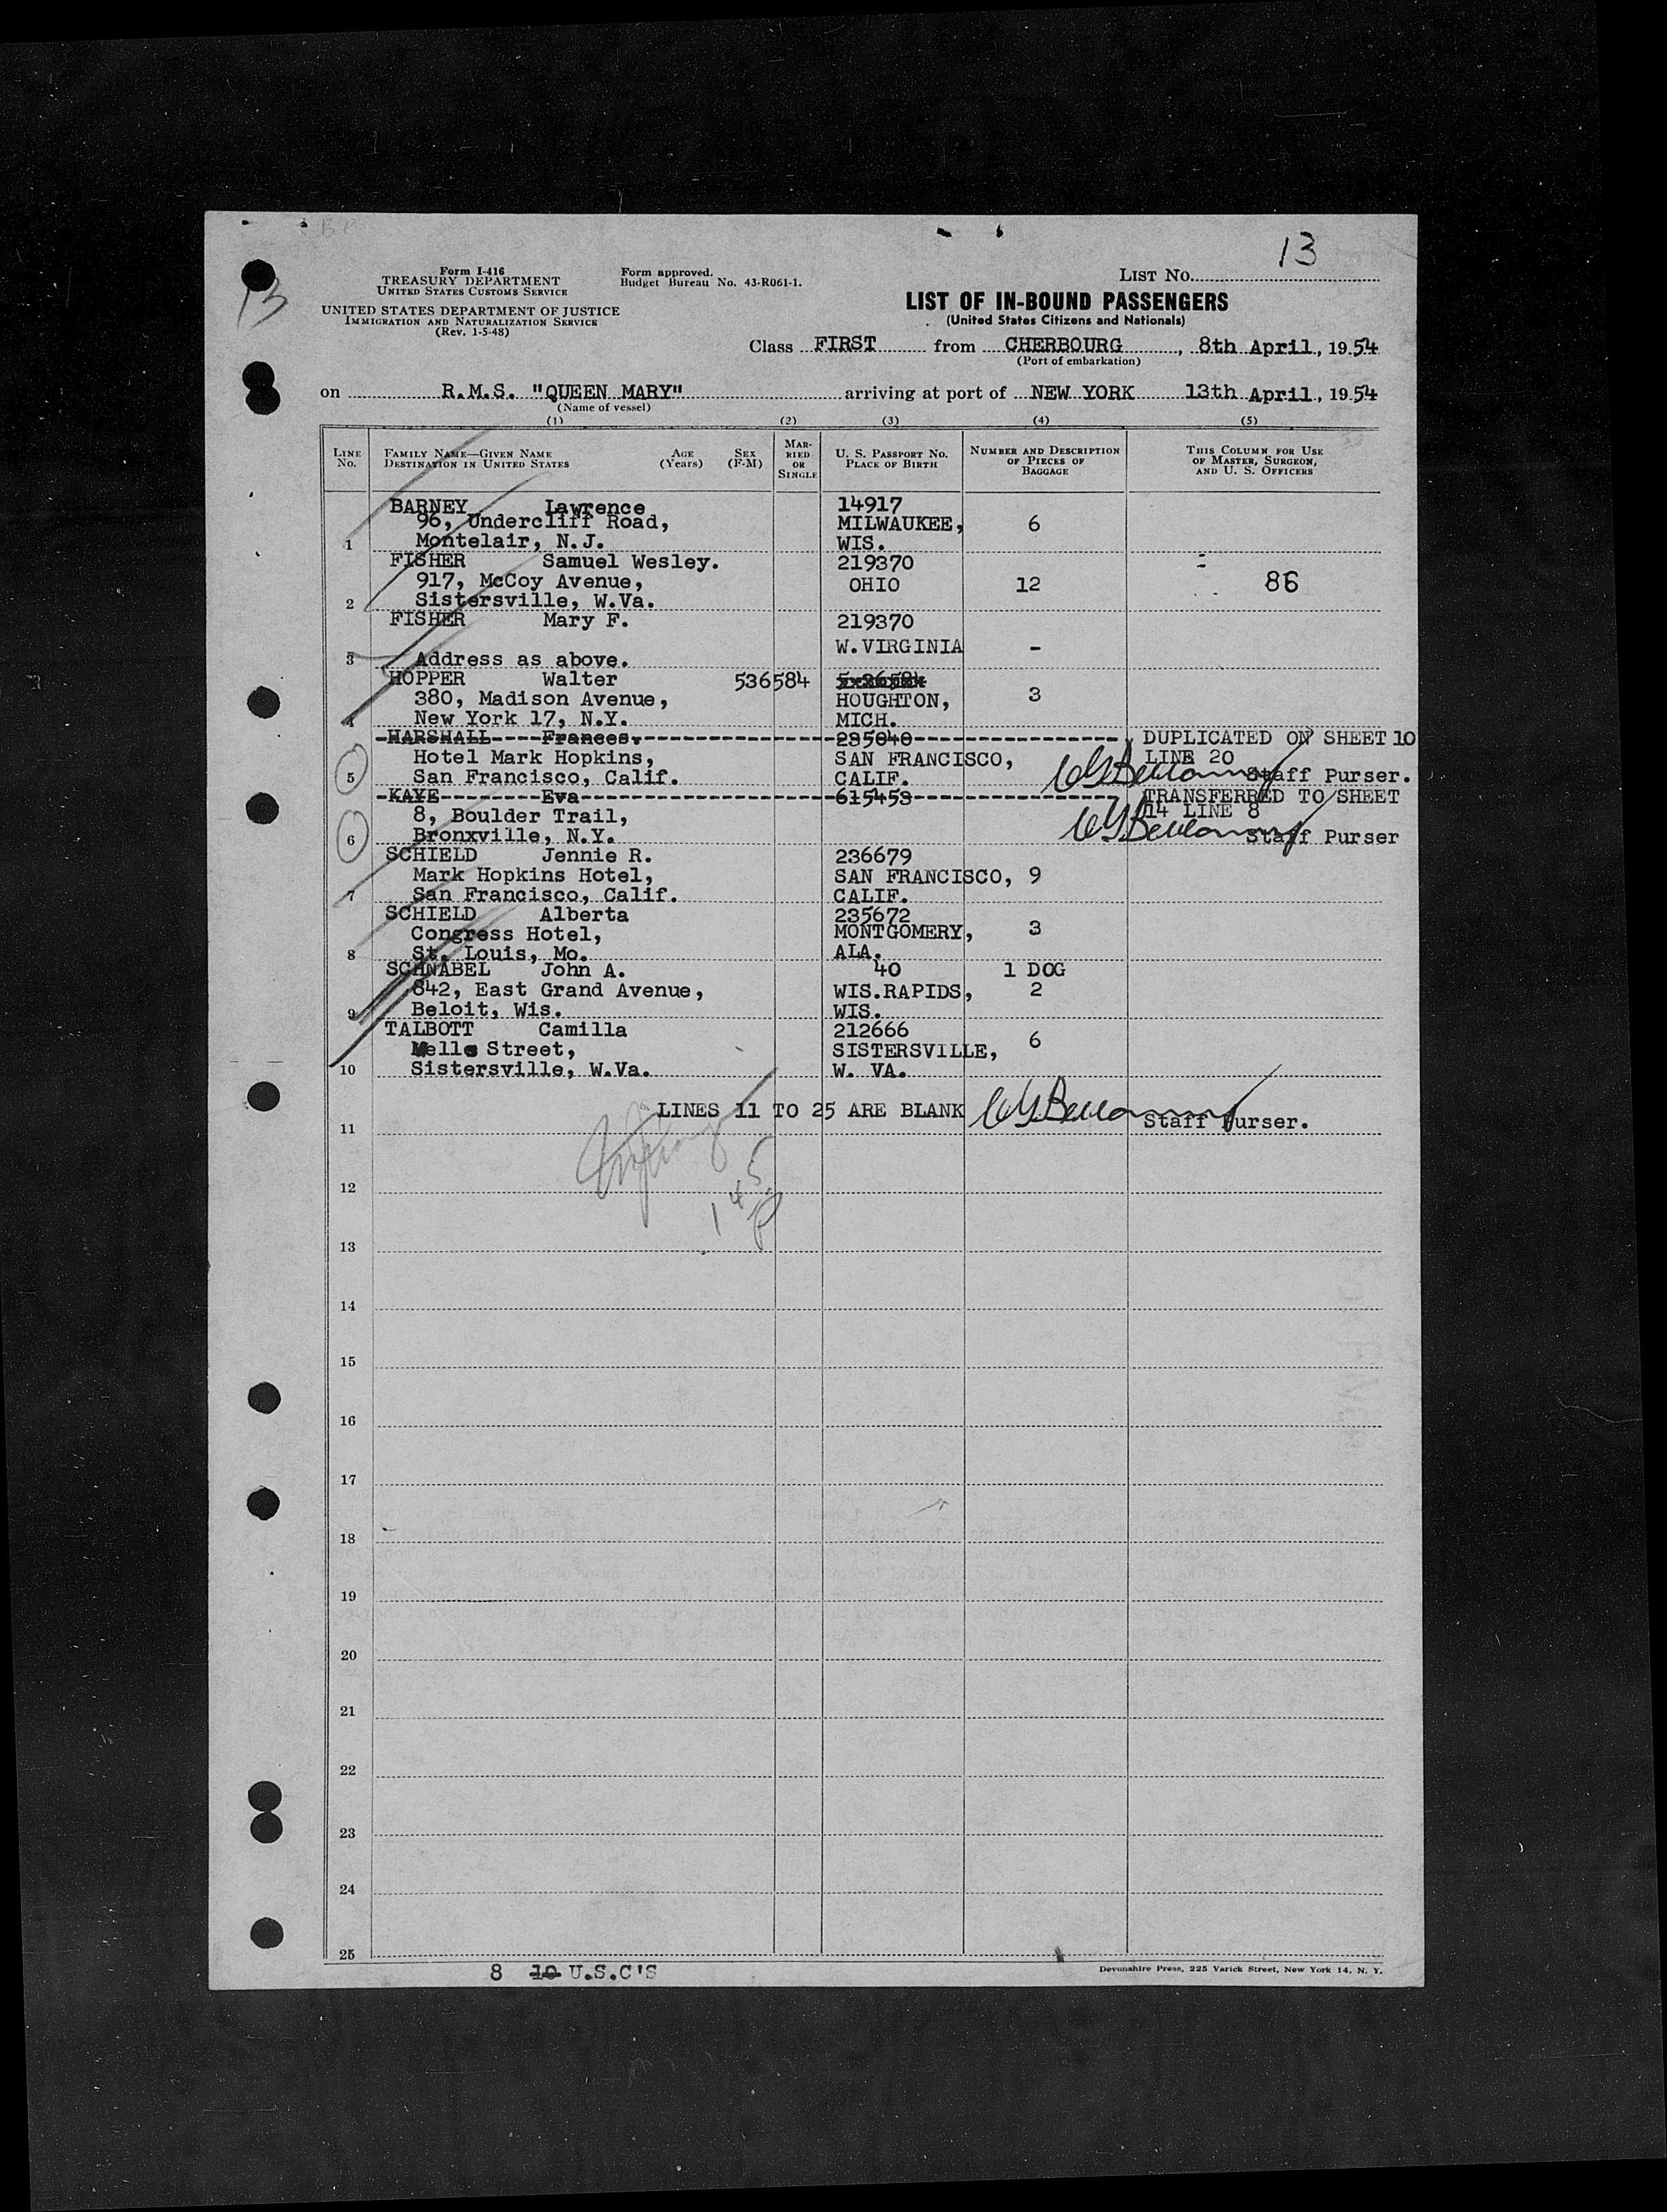 13
13
Form I-416
TREASURY DEPARTMENT
UNITED STATES CUSTOMS SERVICE
UNITED STATES DEPARTMENT OF JUSTICE
IMMIGRATION AND NATURALIZATION SERVICE
(Rev. 1-5-48)
Form approved.
Budget Bureau No. 43-R061-1.
LIST No.
LIST OF IN-BOUND PASSENGERS
(United States Citizens and Nationals)
Class FIRST from CHERBOURG, 8th April, 1954
(Port of embarkation)
on R.M.S. "QUEEN MARY" arriving at port of NEW YORK 13th April, 1954
(Name of vessel)
(1) (2) (3) (4) (5)
LINE No. FAMILY NAME—GIVEN NAME DESTINATION IN UNITED STATES AGE (Years) SEX (F-M) MARRIED OR SINGLE U. S. PASSPORT No. PLACE OF BIRTH NUMBER AND DESCRIPTION OF PIECES OF BAGGAGE THIS COLUMN FOR USE OF MASTER, SURGEON, AND U. S. OFFICERS
BARNEY Lawrence 14917
96, Undercliff Road, MILWAUKEE, 6
1 Montelair, N.J. WIS.
FISHER Samuel Wesley. 219370
917, McCoy Avenue, OHIO 12 86
2 Sistersville, W.Va.
FISHER Mary F. 219370
W.VIRGINIA -
3 Address as above.
HOPPER Walter 536584
380, Madison Avenue, HOUGHTON, 3
4 New York 17, N.Y. MICH.
HARSHALL Frances. 235040 DUPLICATED ON SHEET 10
Hotel Mark Hopkins, SAN FRANCISCO, LINE 20
5 San Francisco, Calif. CALIF. Staff Purser.
KAYE Eva 615453 TRANSFERRED TO SHEET
8, Boulder Trail, 14 LINE 8
6 Bronxville, N.Y. Staff Purser
SCHIELD Jennie R. 236679
Mark Hopkins Hotel, SAN FRANCISCO, 9
7 San Francisco, Calif. CALIF.
SCHIELD Alberta 235672
Congress Hotel, MONTGOMERY, 3
8 St. Louis, Mo. ALA.
SCHNABEL John A. 40 1 DOG
842, East Grand Avenue, WIS.RAPIDS, 2
9 Beloit, Wis. WIS.
TALBOTT Camilla 212666
Wells Street, SISTERSVILLE, 6
10 Sistersville, W.Va. W. VA.
LINES 11 TO 25 ARE BLANK
11 Staff Purser.
12
13
14
15
16
17
18
19
20
21
22
23
24
25
8 10 U.S.C'S
Devonshire Press, 225 Varick Street, New York 14, N. Y.